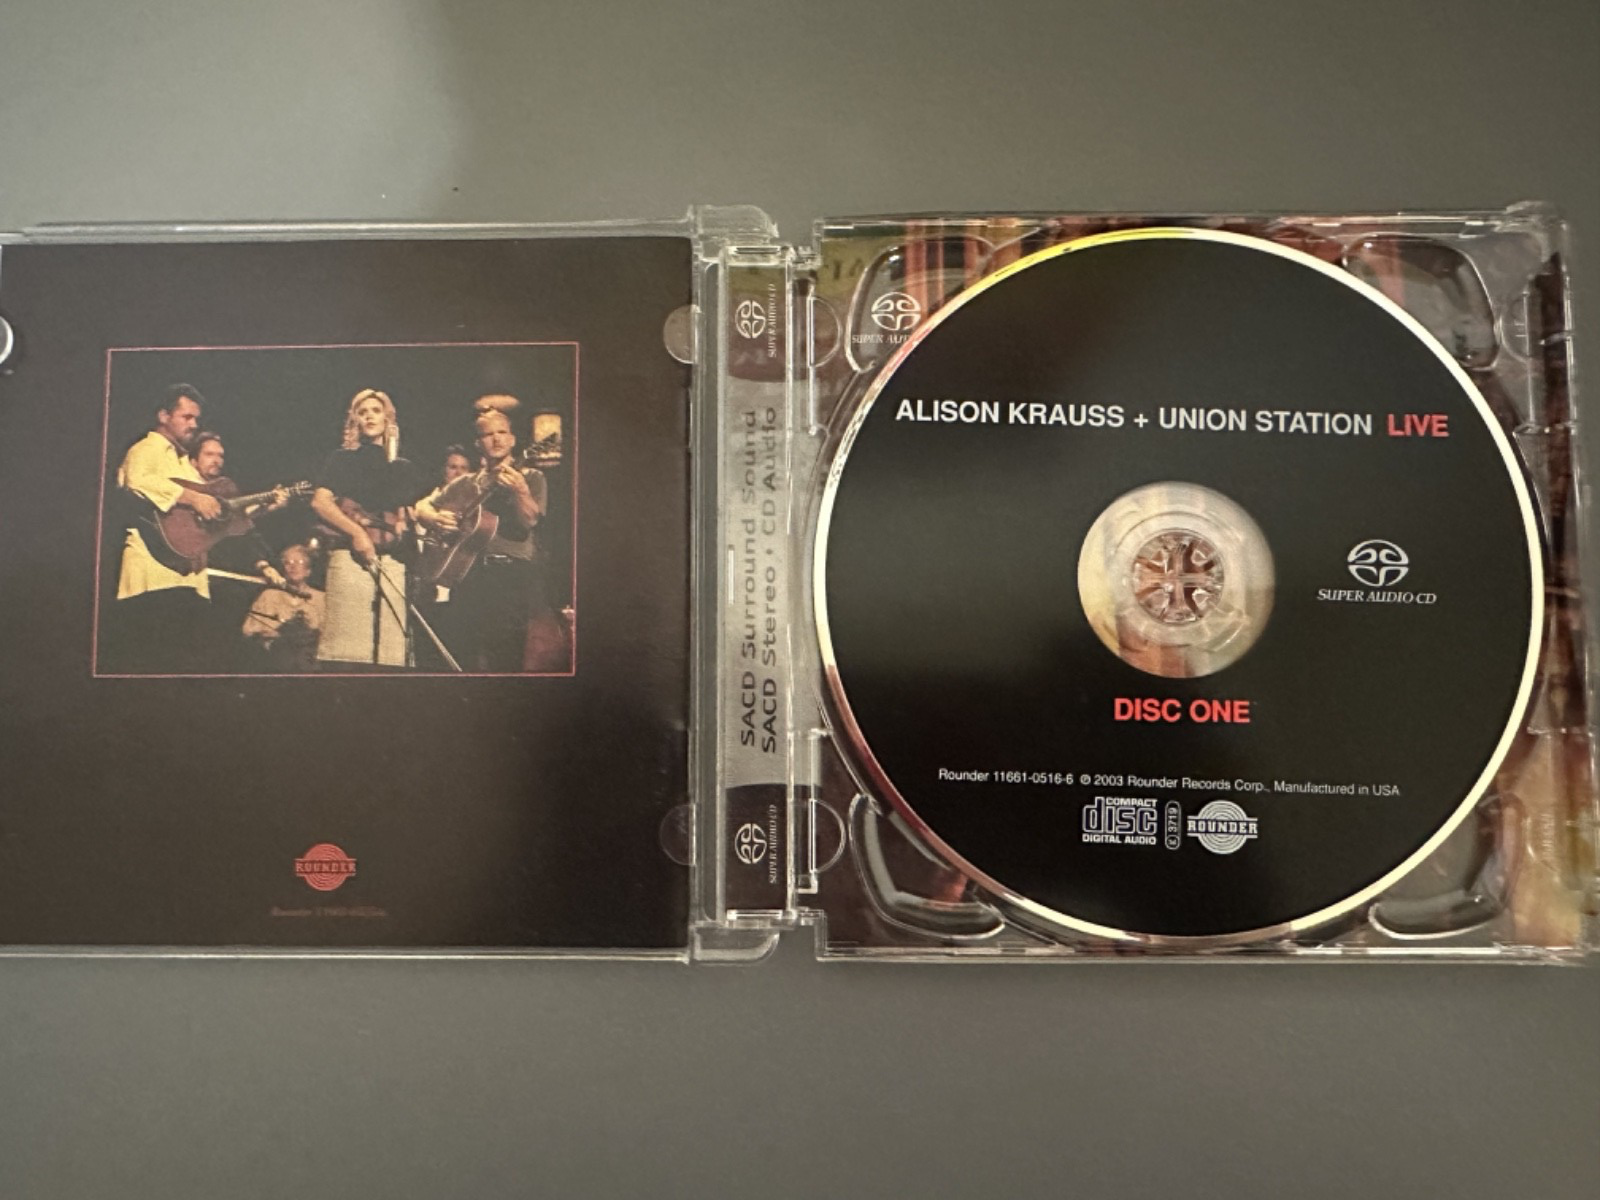 ROUNDER
SUPER AUDIO CD
SACD Surround Sound
SACD Stereo + CD Audio
SUPER AUDIO CD
SUPER
ALISON KRAUSS + UNION STATION LIVE
SUPER AUDIO CD
DISC ONE
Rounder 11661-0516-6 ℗ 2003 Rounder Records Corp., Manufactured in USA
COMPACT
disc
DIGITAL AUDIO
3719
ROUNDER